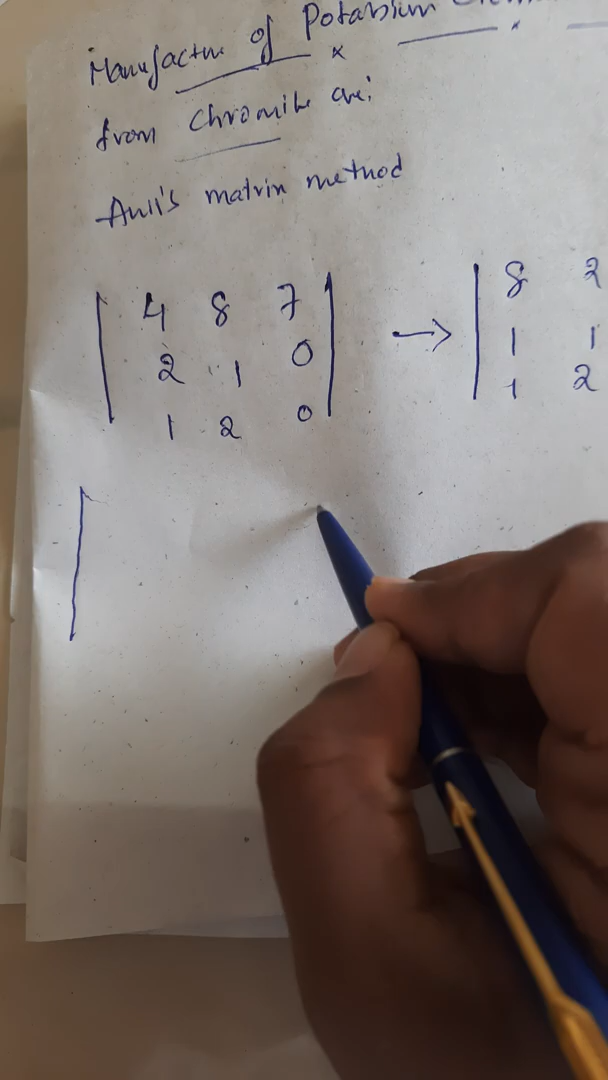 Manufacture of Potassium
from Chromite ore:
Anil's matrix method
4 8 7 → 8 2
2 1 0 1 1
1 2 0 1 2